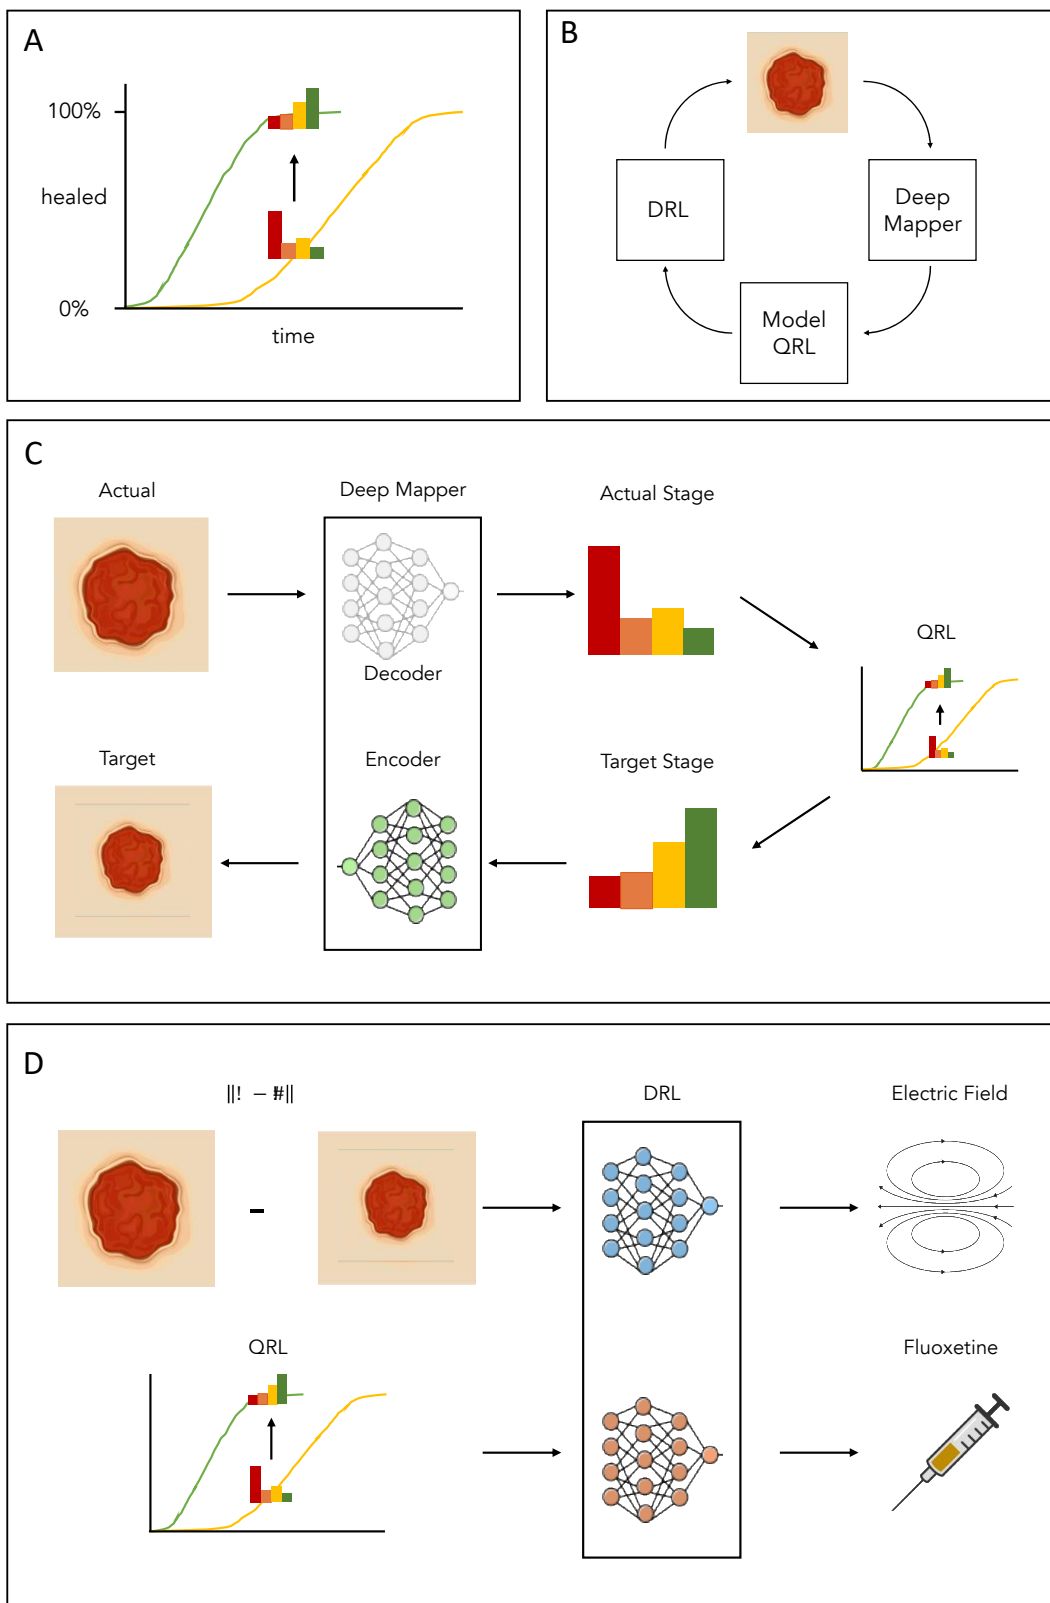 A
100%
healed
0%
time
B
DRL
Deep
Mapper
Model
QRL
C
Actual
Deep Mapper
Actual Stage
Decoder
QRL
Target
Encoder
Target Stage
D
||! – #||
DRL
Electric Field
-
QRL
Fluoxetine